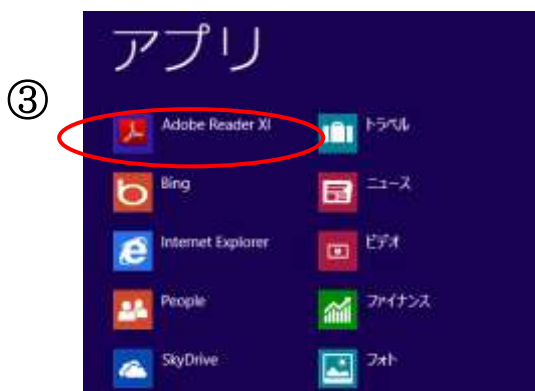 アプリ
③
Adobe Reader XI
トラベル
Bing
ニュース
Internet Explorer
ビデオ
People
ファイナンス
SkyDrive
フォト